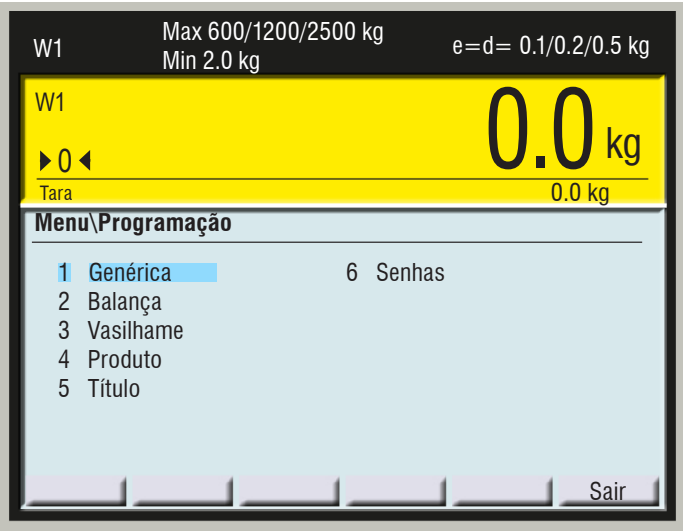 W1 Max 600/1200/2500 kg e=d= 0.1/0.2/0.5 kg
Min 2.0 kg
W1
0.0 kg
0
Tara 0.0 kg
Menu\Programação
1 Genérica 6 Senhas
2 Balança
3 Vasilhame
4 Produto
5 Título
Sair